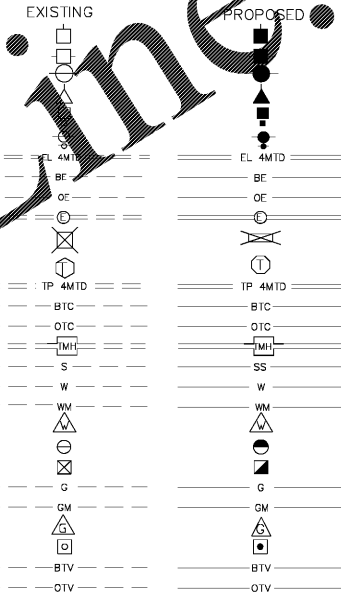 EXISTING PROPOSED
ine.
EL 4MTD EL 4MTD
BE BE
OE OE
E E
T T
TP 4MTD TP 4MTD
BTC BTC
OTC OTC
TMH TMH
S SS
W W
WM WM
W W
G G
GM GM
G G
BTV BTV
OTV OTV